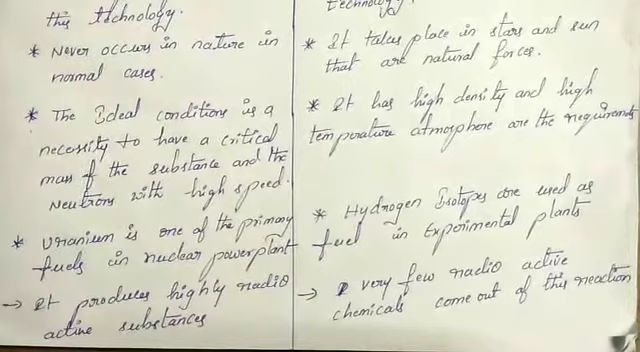 this technology.
* Never occurs in nature in
normal cases.
* The Ideal conditions is a
necessity to have a critical
mass of the substance and the
Neutrons with high speed.
* Uranium is one of the primary
fuels in nuclear powerplant
→ It produces highly radio
active substances
technology
* It takes place in stars and sun
that are natural forces.
* It has high density and high
temperature atmosphere are the requirements
* Hydrogen Isotopes are used as
fuel in Experimental plants
→ very few radio active
chemicals come out of this reaction